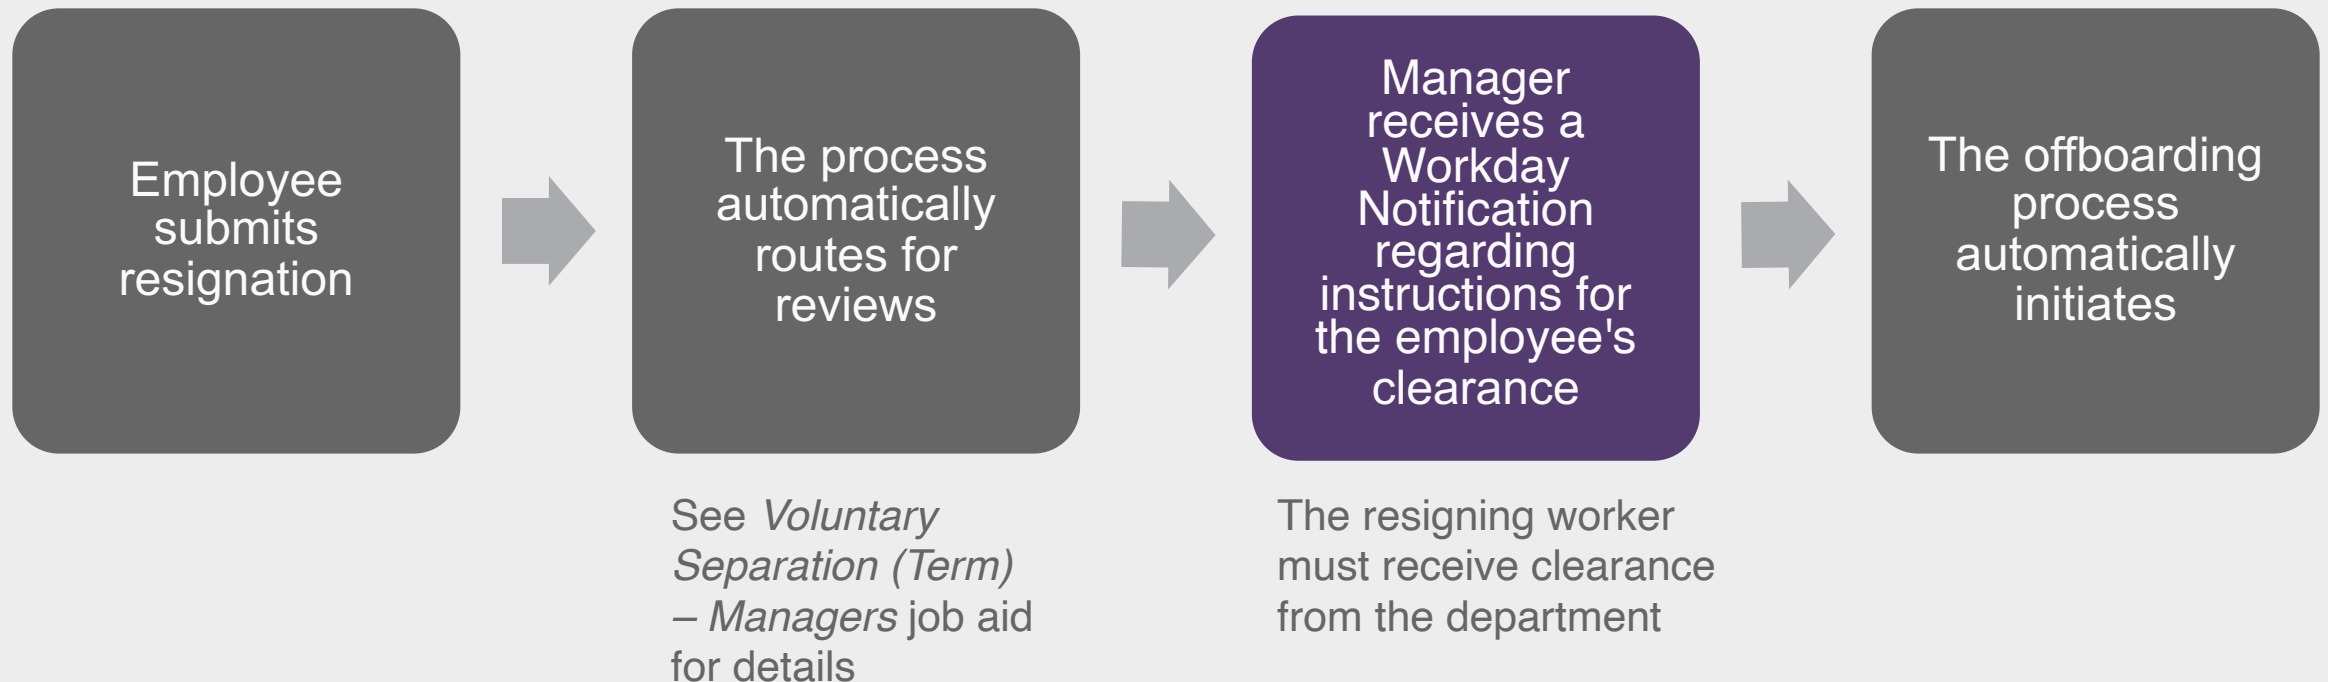 Employee
submits
resignation
The process
automatically
routes for
reviews
Manager
receives a
Workday
Notification
regarding
instructions for
the employee's
clearance
The offboarding
process
automatically
initiates
See Voluntary
Separation (Term)
– Managers job aid
for details
The resigning worker
must receive clearance
from the department